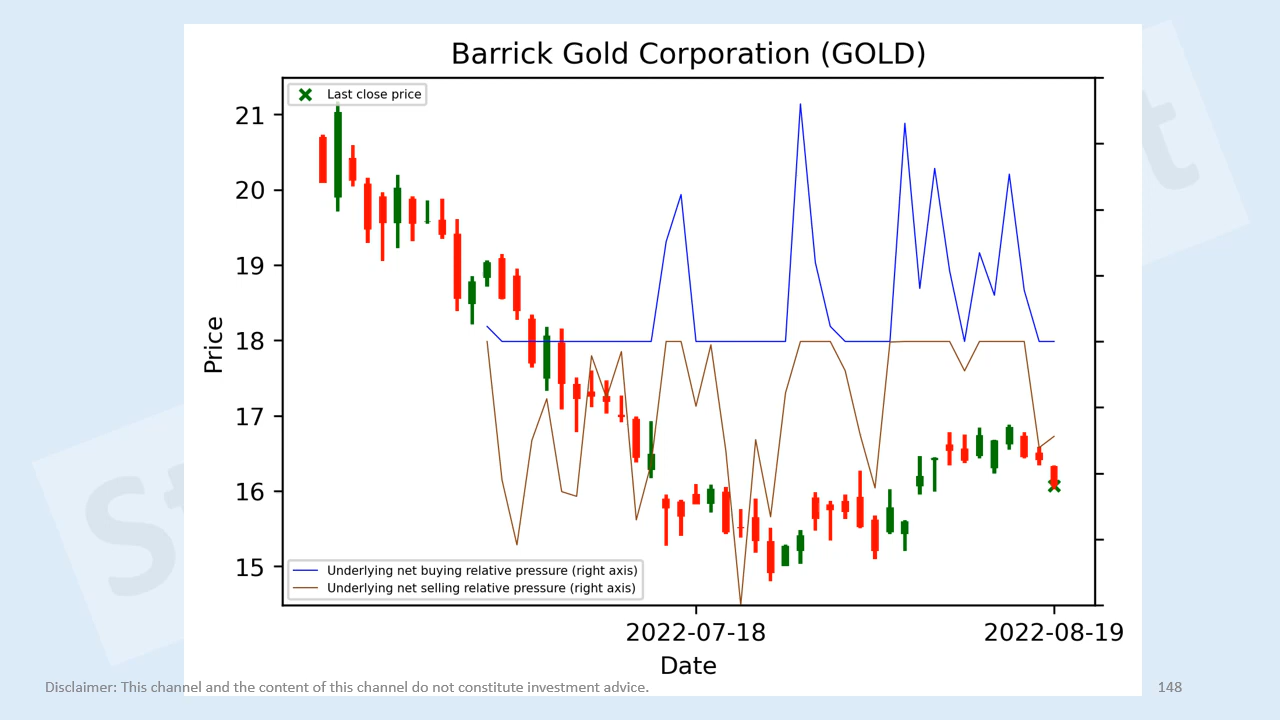 Barrick Gold Corporation (GOLD)
Last close price
21
20
19
18
17
16
15
Price
Underlying net buying relative pressure (right axis)
Underlying net selling relative pressure (right axis)
2022-07-18
2022-08-19
Date
Disclaimer: This channel and the content of this channel do not constitute investment advice.
148
St
t